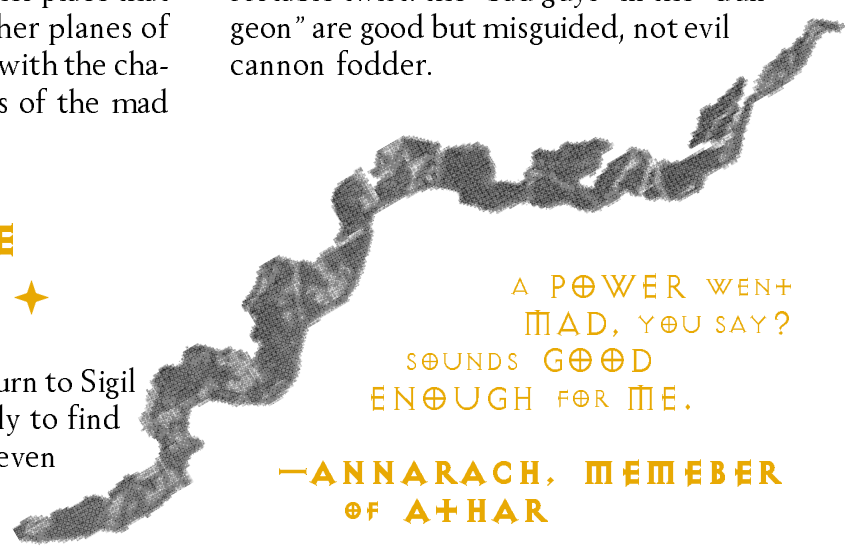 her planes of
with the cha-
s of the mad
geon” are good but misguided, not evil
cannon fodder.
E
urn to Sigil
ly to find
even
A POWER WENT
MAD, YOU SAY?
SOUNDS GOOD
ENOUGH FOR ME.
—ANNARACH, MEMEBER
OF ATHAR